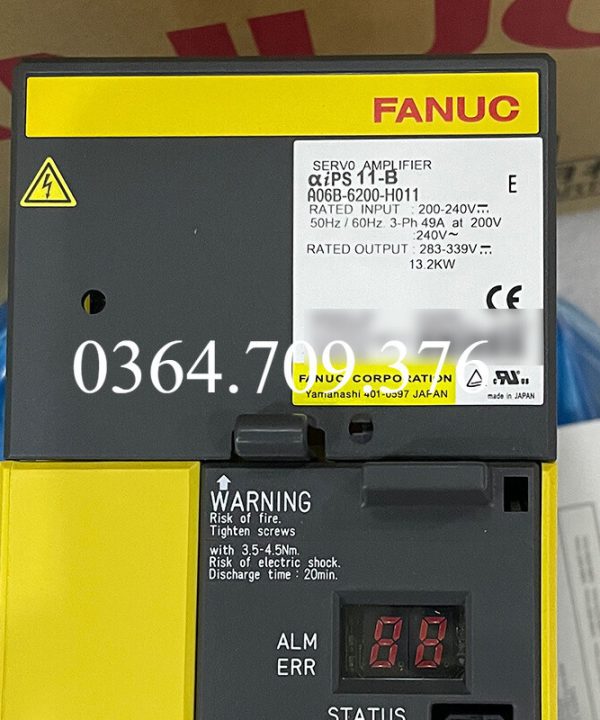 FANUC
SERVO AMPLIFIER
αiPS 11-B
A06B-6200-H011
E
RATED INPUT : 200-240V
50Hz / 60Hz. 3-Ph 49A at 200V
:240V~
RATED OUTPUT : 283-339V
13.2KW
CE
0364.709.376
FANUC CORPORATION
Yamanashi 401-0597 JAPAN
made in JAPAN
WARNING
Risk of fire.
Tighten screws
with 3.5-4.5Nm.
Risk of electric shock.
Discharge time : 20min.
ALM
ERR
88
STATUS